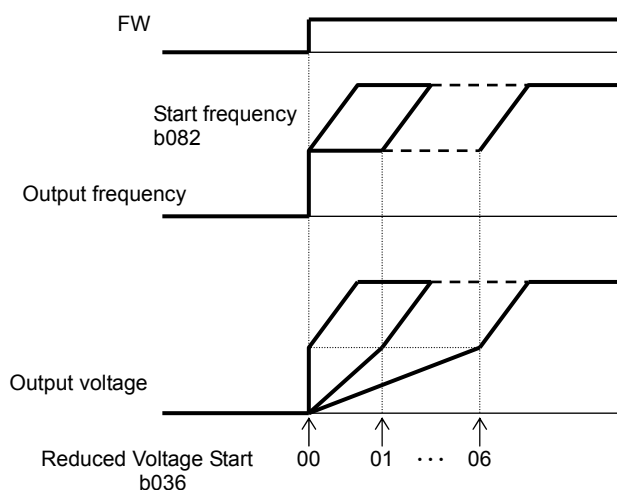 FW
Start frequency
b082
Output frequency
Output voltage
Reduced Voltage Start 00 01 ··· 06
b036